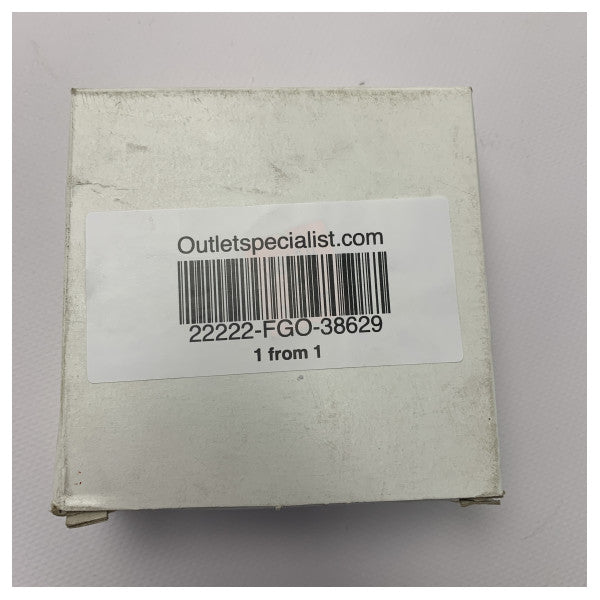 Outletspecialist.com
22222-FGO-38629
1 from 1